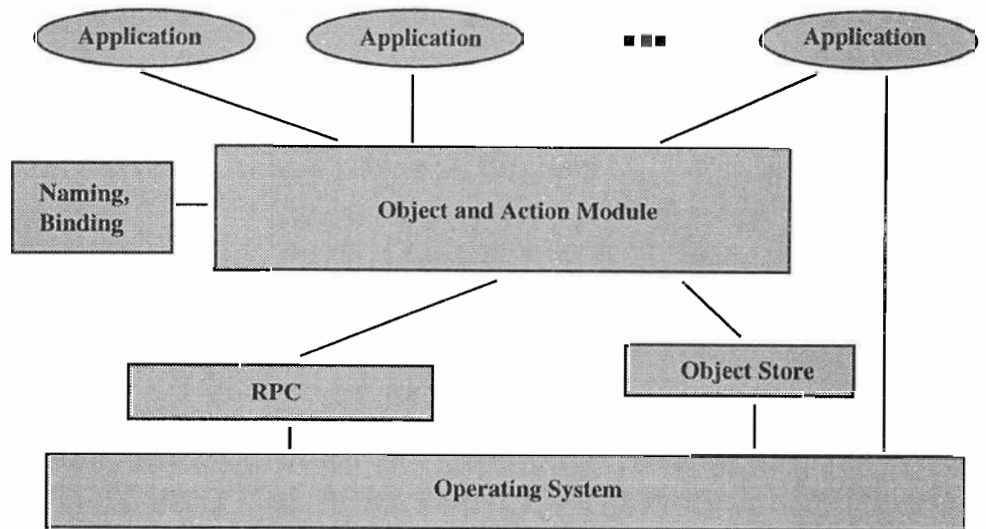 Application
Application
Application
Naming,
Binding
Object and Action Module
RPC
Object Store
Operating System